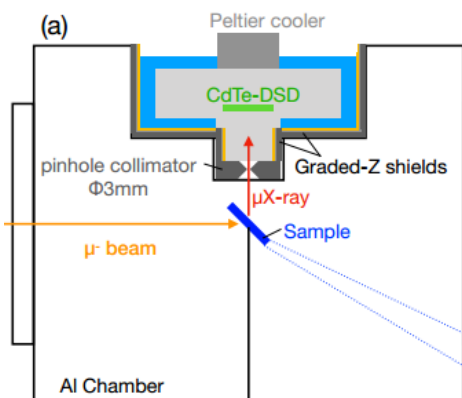 (a)
Peltier cooler
CdTe-DSD
pinhole collimator
Φ3mm
Graded-Z shields
μX-ray
μ- beam
Sample
Al Chamber